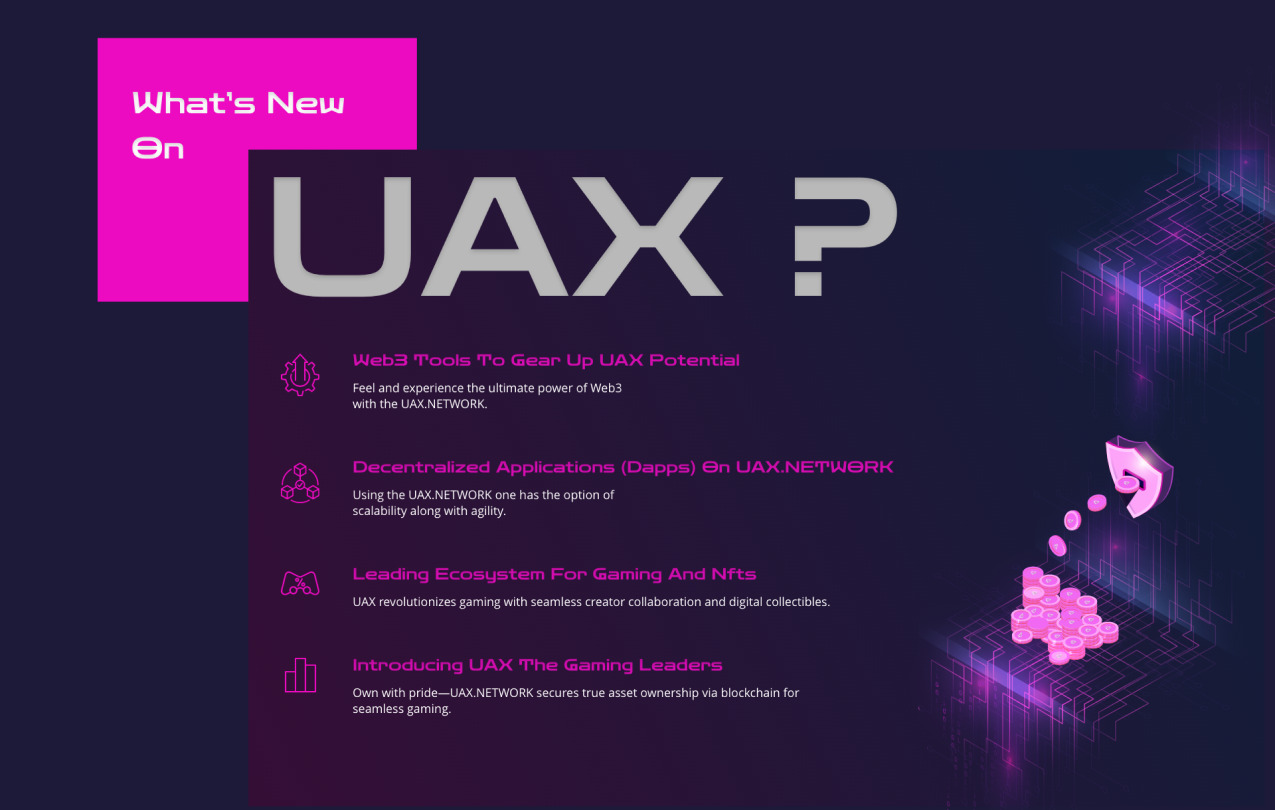 What's New
On
UAX ?
Web3 Tools To Gear Up UAX Potential
Feel and experience the ultimate power of Web3
with the UAX.NETWORK.
Decentralized Applications (Dapps) On UAX.NETWORK
Using the UAX.NETWORK one has the option of
scalability along with agility.
Leading Ecosystem For Gaming And Nfts
UAX revolutionizes gaming with seamless creator collaboration and digital collectibles.
Introducing UAX The Gaming Leaders
Own with pride—UAX.NETWORK secures true asset ownership via blockchain for
seamless gaming.